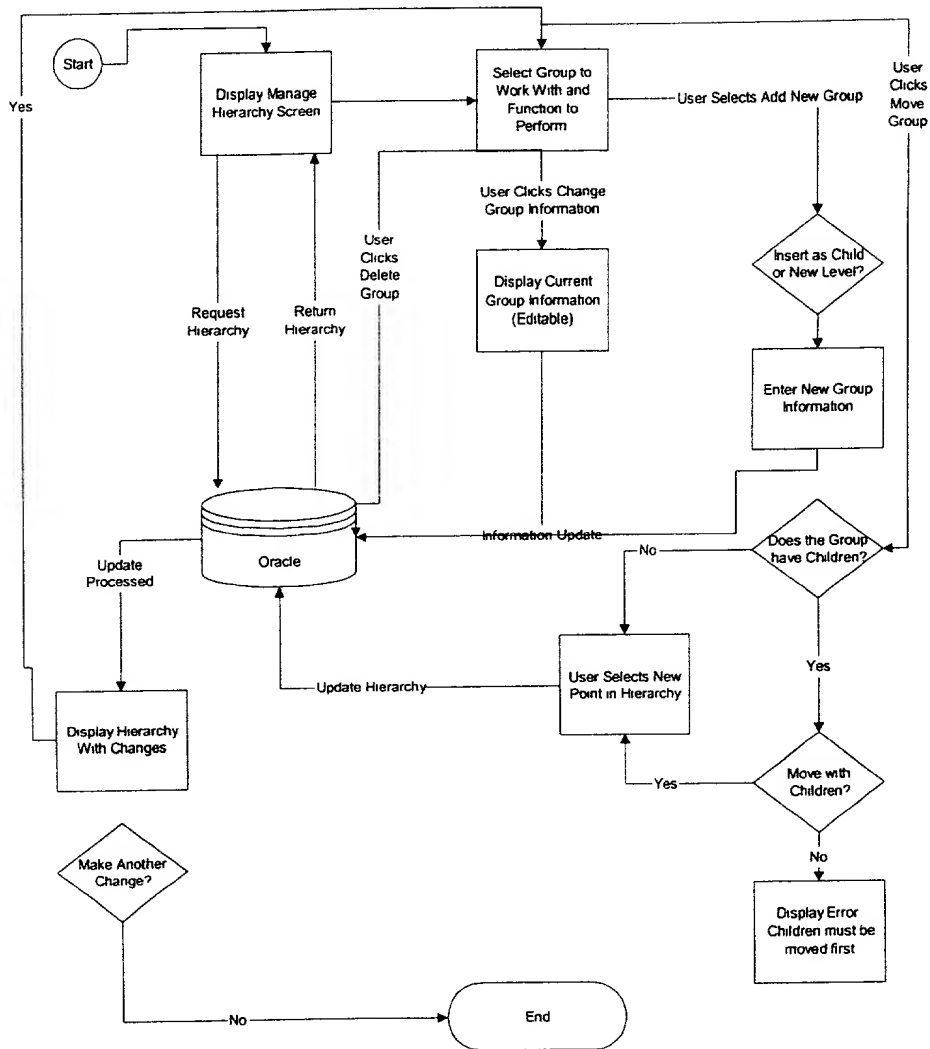 Start
Yes
Display Manage
Hierarchy Screen
Select Group to
Work With and
Function to
Perform
User Selects Add New Group
User
Clicks
Move
Group
User Clicks Change
Group Information
User
Clicks
Delete
Group
Insert as Child
or New Level?
Display Current
Group Information
(Editable)
Request
Hierarchy
Return
Hierarchy
Enter New Group
Information
Oracle
Information Update
Does the Group
have Children?
No
Update
Processed
Yes
User Selects New
Point in Hierarchy
Update Hierarchy
Display Hierarchy
With Changes
Move with
Children?
Yes
Make Another
Change?
No
Display Error
Children must be
moved first
No
End